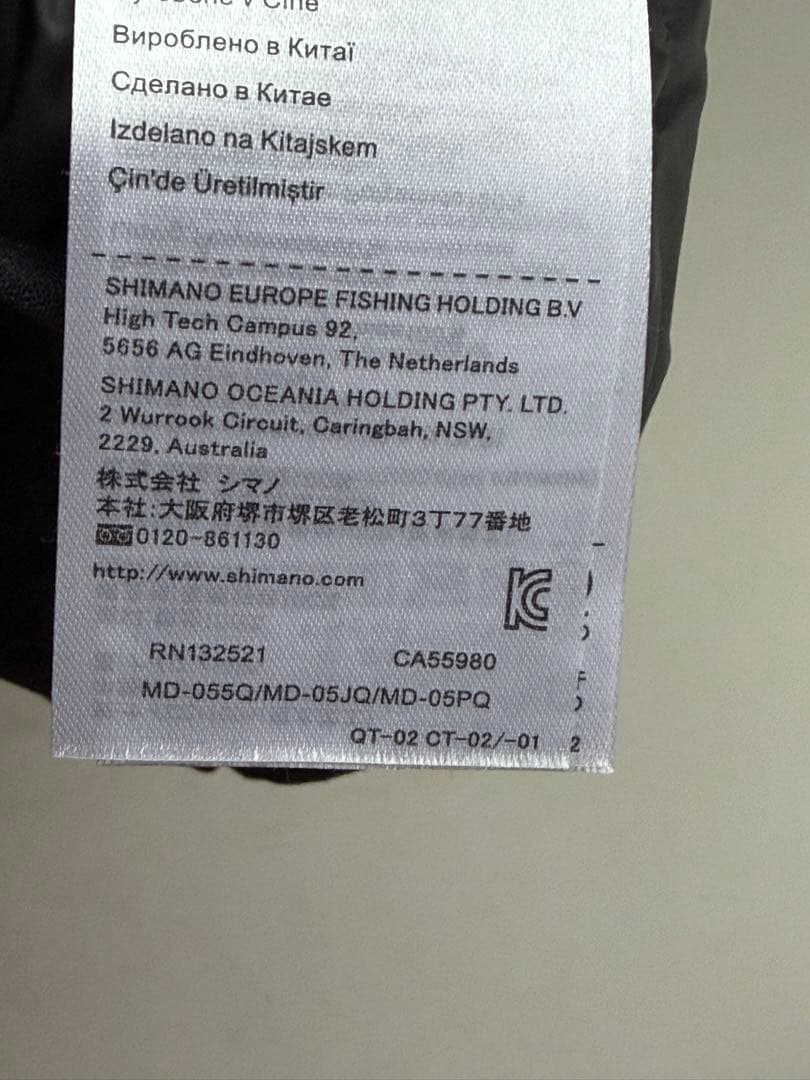 Vyrobené v Číně
Вироблено в Китаї
Сделано в Китае
Izdelano na Kitajskem
Çin'de Üretilmiştir
SHIMANO EUROPE FISHING HOLDING B.V
High Tech Campus 92,
5656 AG Eindhoven, The Netherlands
SHIMANO OCEANIA HOLDING PTY. LTD.
2 Wurrook Circuit, Caringbah, NSW,
2229, Australia
株式会社 シマノ
本社:大阪府堺市堺区老松町3丁77番地
0120-861130
http://www.shimano.com
RN132521 CA55980
MD-055Q/MD-05JQ/MD-05PQ
QT-02 CT-02/-01 2